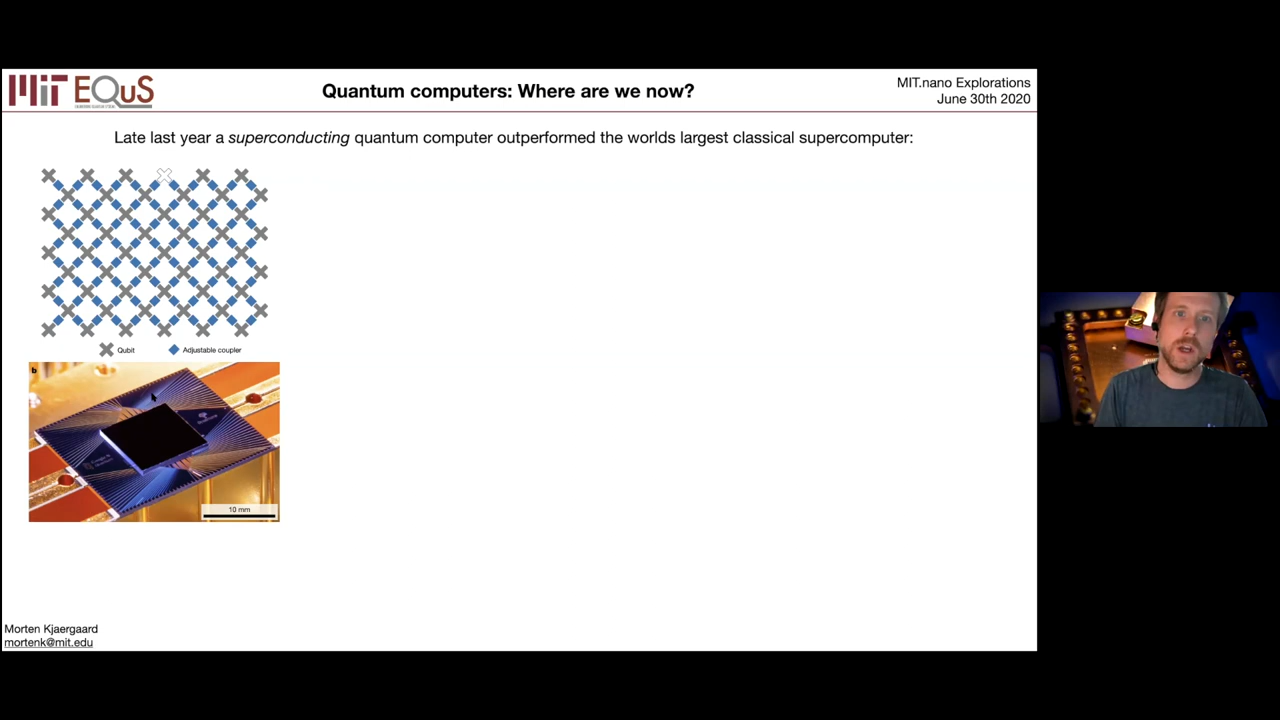 MIT EQuS
Quantum computers: Where are we now?
MIT.nano Explorations
June 30th 2020
Late last year a superconducting quantum computer outperformed the worlds largest classical supercomputer:
Qubit
Adjustable coupler
b
10 mm
Morten Kjaergaard
mortenk@mit.edu